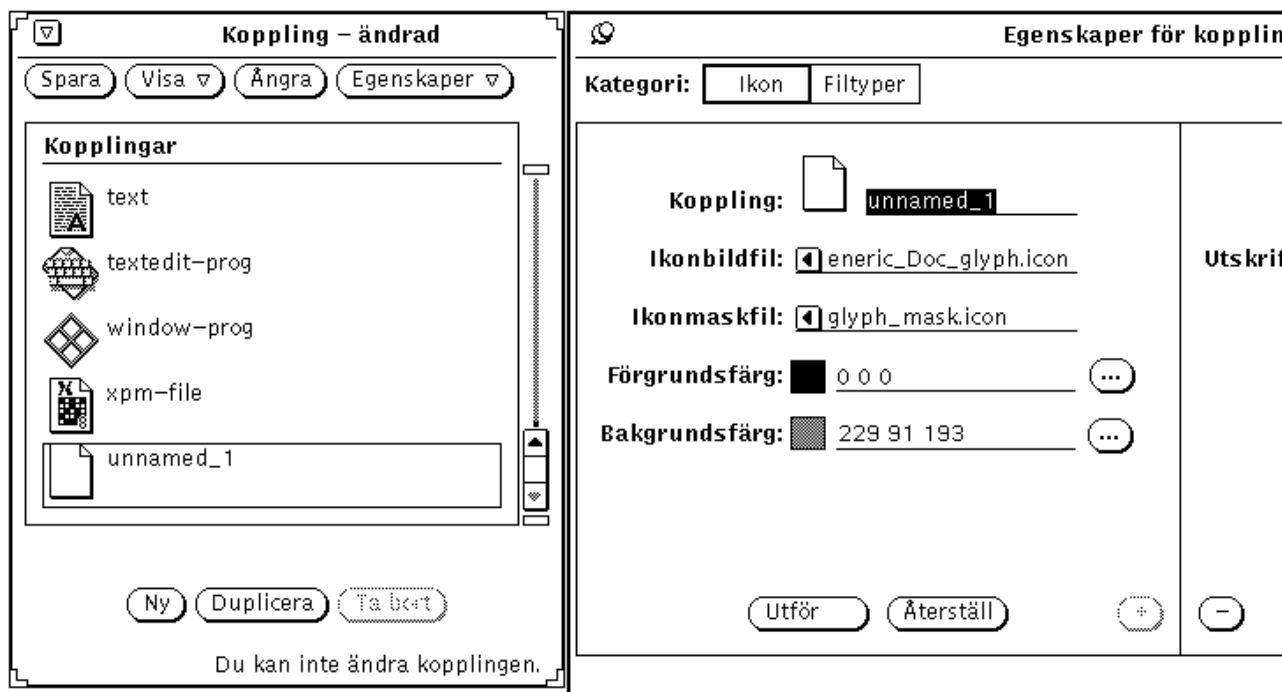 Koppling – ändrad
Spara Visa Ångra Egenskaper
Kopplingar
text
textedit–prog
window–prog
xpm–file
unnamed_1
Ny Duplicera Ta bort
Du kan inte ändra kopplingen.
Egenskaper för kopplin
Kategori: Ikon Filtyper
Koppling: unnamed_1
Ikonbildfil: eneric_Doc_glyph.icon
Ikonmaskfil: glyph_mask.icon
Förgrundsfärg: 0 0 0 ...
Bakgrundsfärg: 229 91 193 ...
Utför Återställ + −
Utskrif